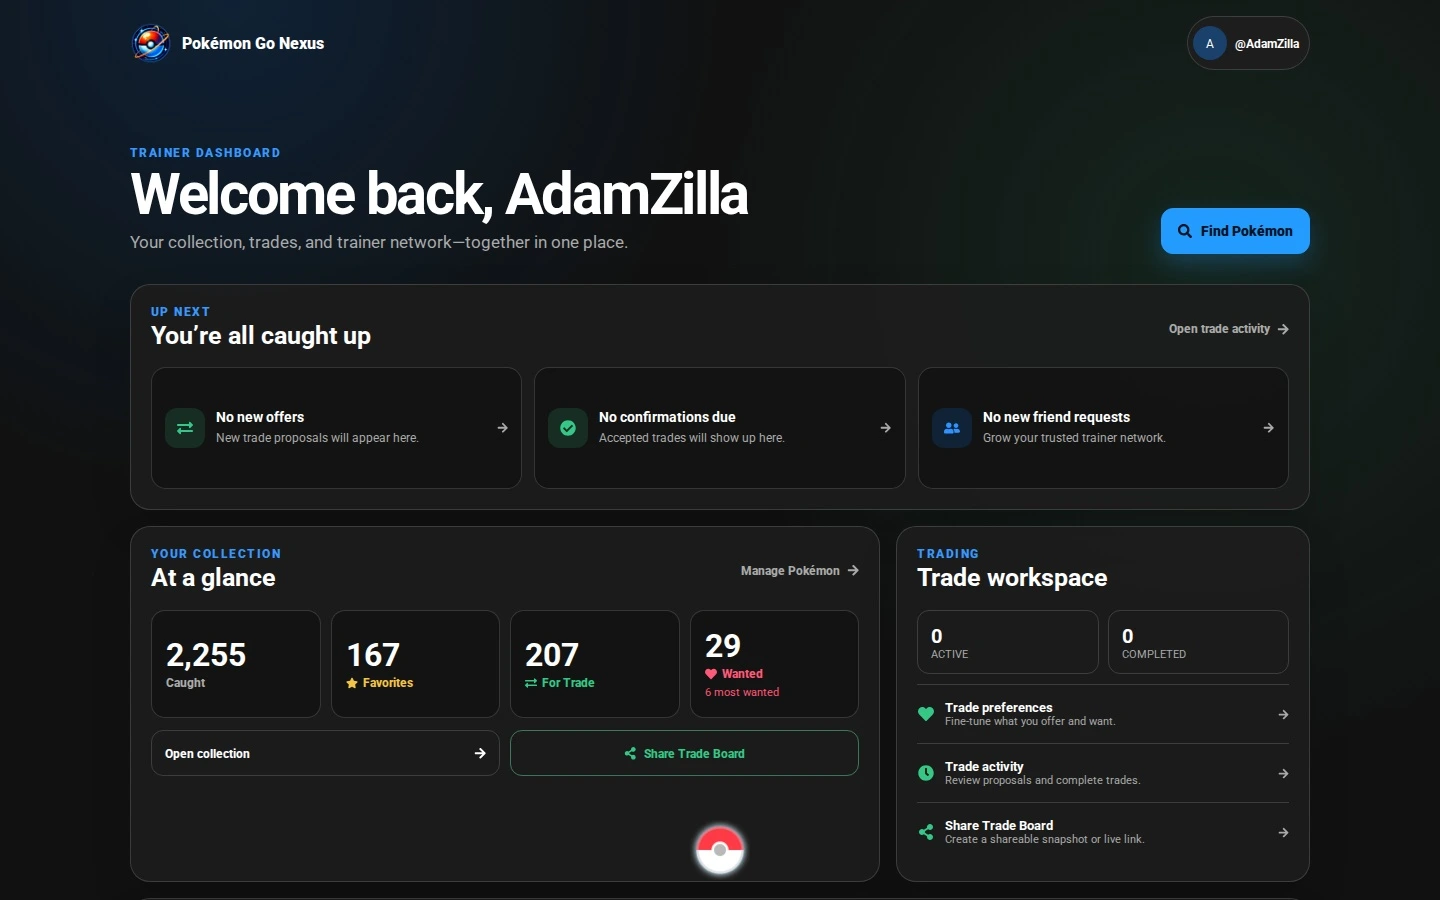 Pokémon Go Nexus
A
@AdamZilla
TRAINER DASHBOARD
Welcome back, AdamZilla
Your collection, trades, and trainer network—together in one place.
Find Pokémon
UP NEXT
You’re all caught up
Open trade activity
No new offers
New trade proposals will appear here.
No confirmations due
Accepted trades will show up here.
No new friend requests
Grow your trusted trainer network.
YOUR COLLECTION
At a glance
Manage Pokémon
2,255
Caught
167
Favorites
207
For Trade
29
Wanted
6 most wanted
Open collection
Share Trade Board
TRADING
Trade workspace
0
ACTIVE
0
COMPLETED
Trade preferences
Fine-tune what you offer and want.
Trade activity
Review proposals and complete trades.
Share Trade Board
Create a shareable snapshot or live link.